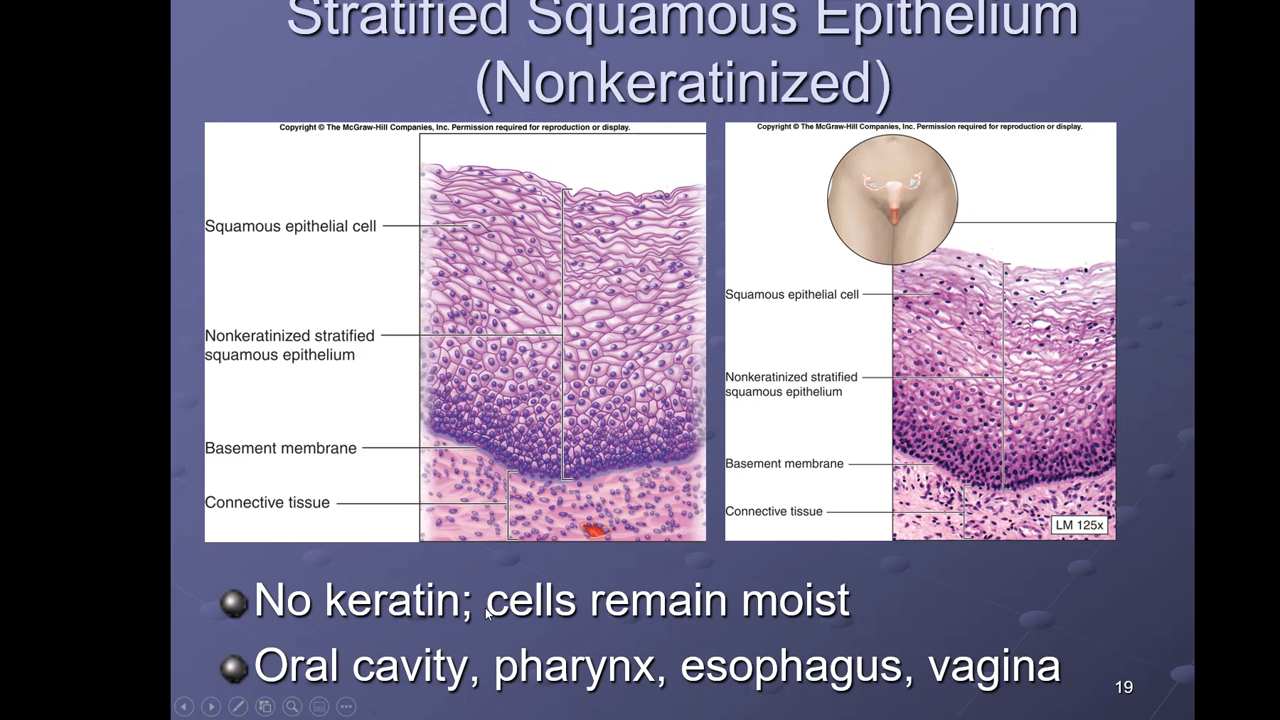 Stratified Squamous Epithelium
(Nonkeratinized)
Copyright © The McGraw-Hill Companies, Inc. Permission required for reproduction or display.
Squamous epithelial cell
Nonkeratinized stratified
squamous epithelium
Basement membrane
Connective tissue
Copyright © The McGraw-Hill Companies, Inc. Permission required for reproduction or display.
Squamous epithelial cell
Nonkeratinized stratified
squamous epithelium
Basement membrane
Connective tissue
LM 125x
No keratin; cells remain moist
Oral cavity, pharynx, esophagus, vagina
19